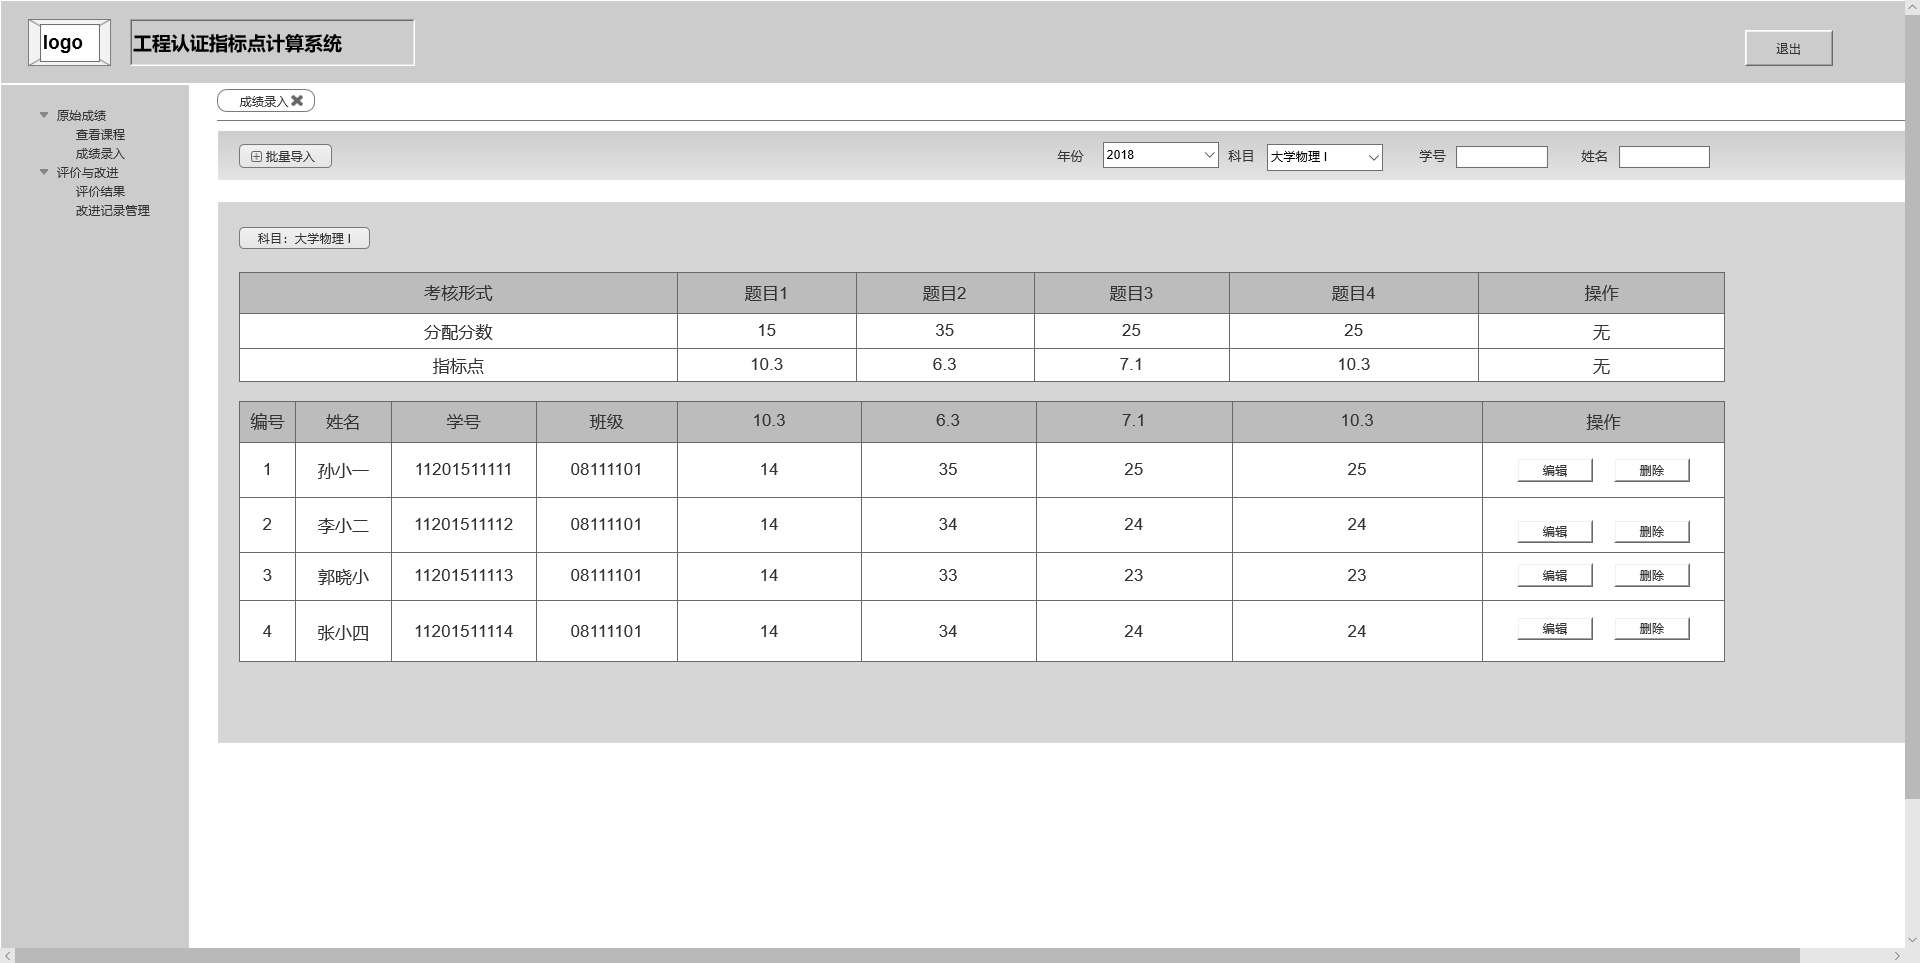 logo
工程认证指标点计算系统
退出
原始成绩
查看课程
成绩录入
评价与改进
评价结果
改进记录管理
成绩录入
批量导入
年份 2018 科目 大学物理 I 学号 姓名
科目：大学物理 I
考核形式 题目1 题目2 题目3 题目4 操作
分配分数 15 35 25 25 无
指标点 10.3 6.3 7.1 10.3 无
编号 姓名 学号 班级 10.3 6.3 7.1 10.3 操作
1 孙小一 11201511111 08111101 14 35 25 25 编辑 删除
2 李小二 11201511112 08111101 14 34 24 24 编辑 删除
3 郭晓小 11201511113 08111101 14 33 23 23 编辑 删除
4 张小四 11201511114 08111101 14 34 24 24 编辑 删除